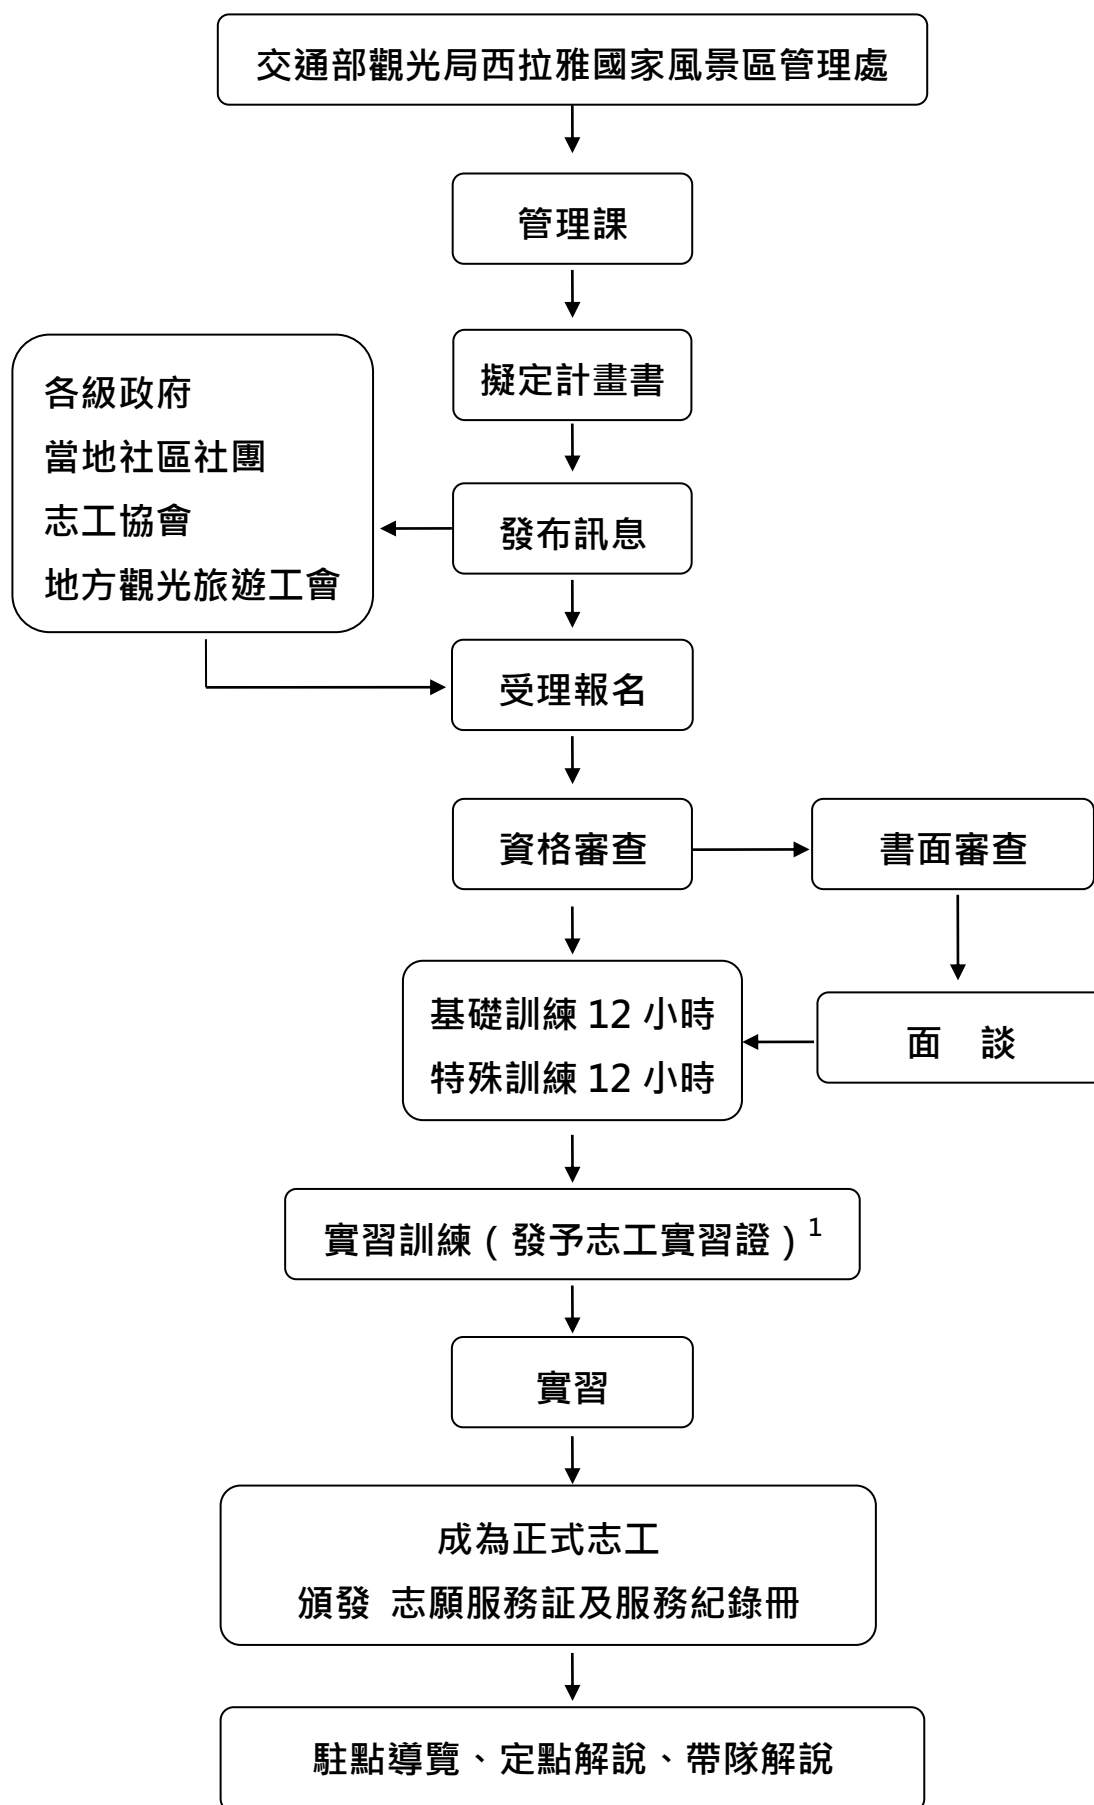 交通部觀光局西拉雅國家風景區管理處
管理課
擬定計畫書
各級政府
當地社區社團
志工協會
地方觀光旅遊工會
發布訊息
受理報名
資格審查
書面審查
基礎訓練 12 小時
特殊訓練 12 小時
面 談
實習訓練（發予志工實習證）1
實習
成為正式志工
頒發 志願服務証及服務紀錄冊
駐點導覽、定點解說、帶隊解說